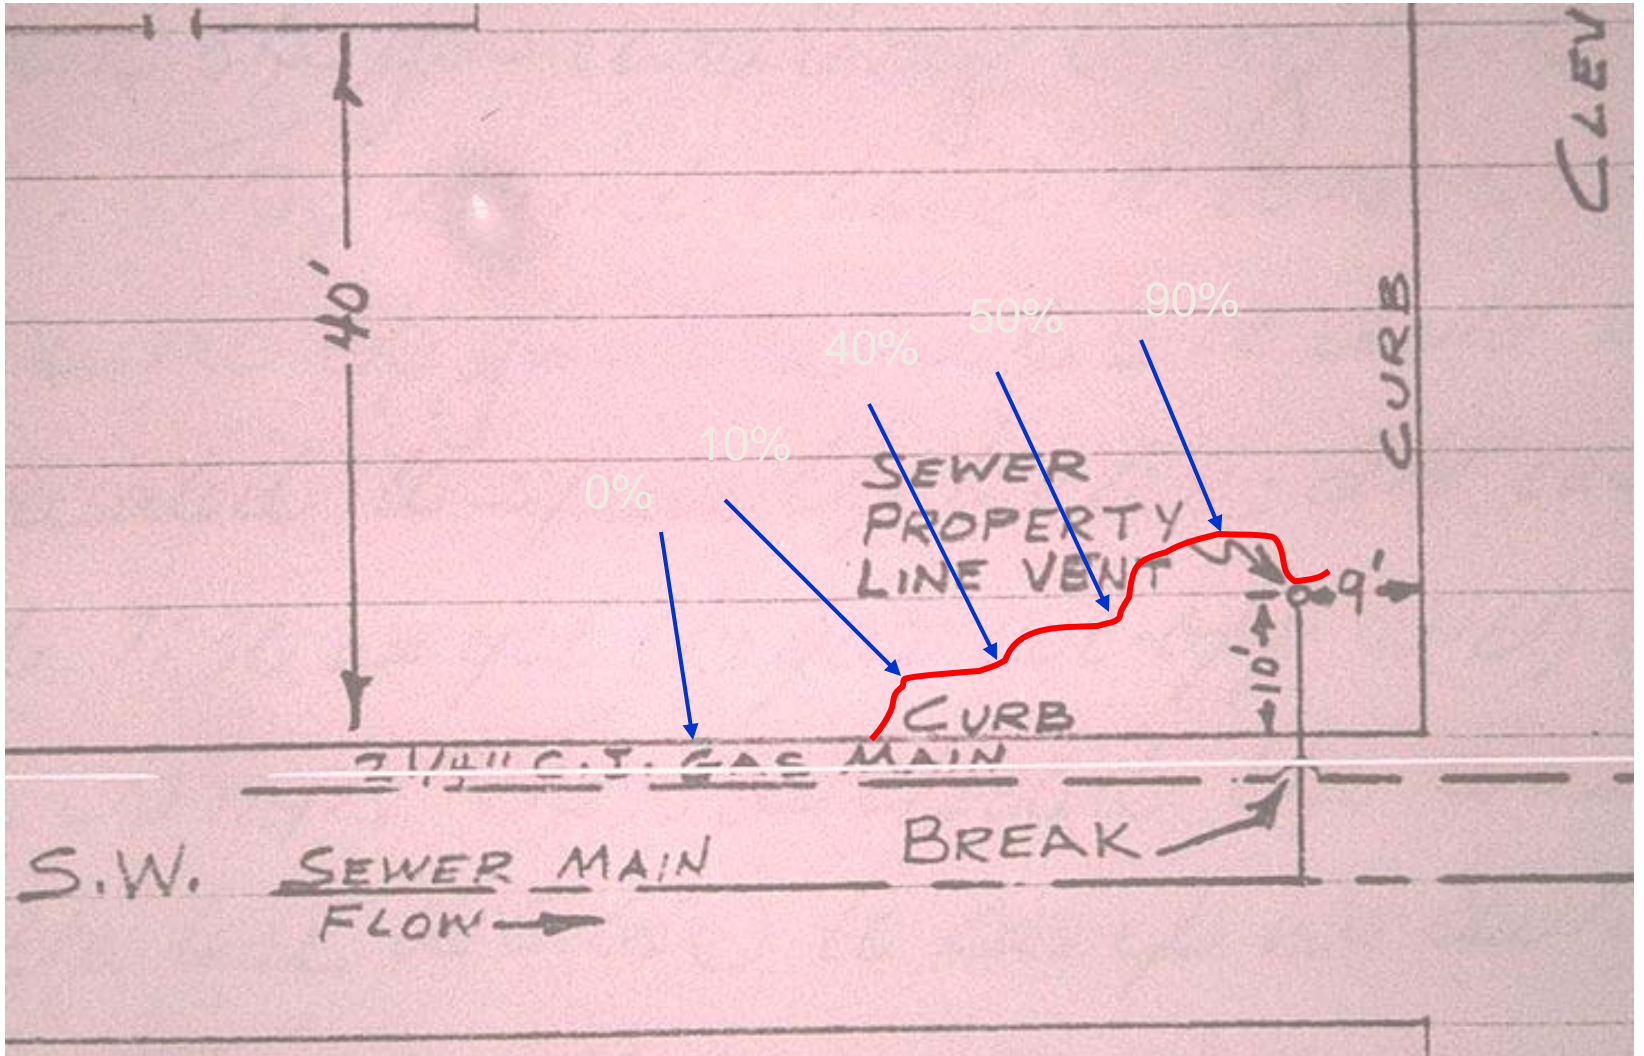 CLEV
40'
90%
50%
40%
10%
0%
CURB
SEWER
PROPERTY
LINE VENT
9'
10'
CURB
2 1/4" C.I. GAS MAIN
BREAK
S.W.
SEWER MAIN
FLOW